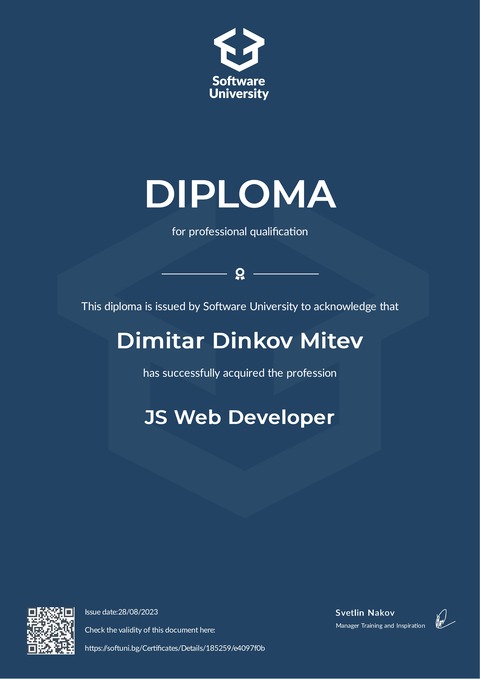 Software
University
DIPLOMA
for professional qualification
This diploma is issued by Software University to acknowledge that
Dimitar Dinkov Mitev
has successfully acquired the profession
JS Web Developer
Issue date:28/08/2023
Check the validity of this document here:
https://softuni.bg/Certificates/Details/185259/e4097f0b
Svetlin Nakov
Manager Training and Inspiration